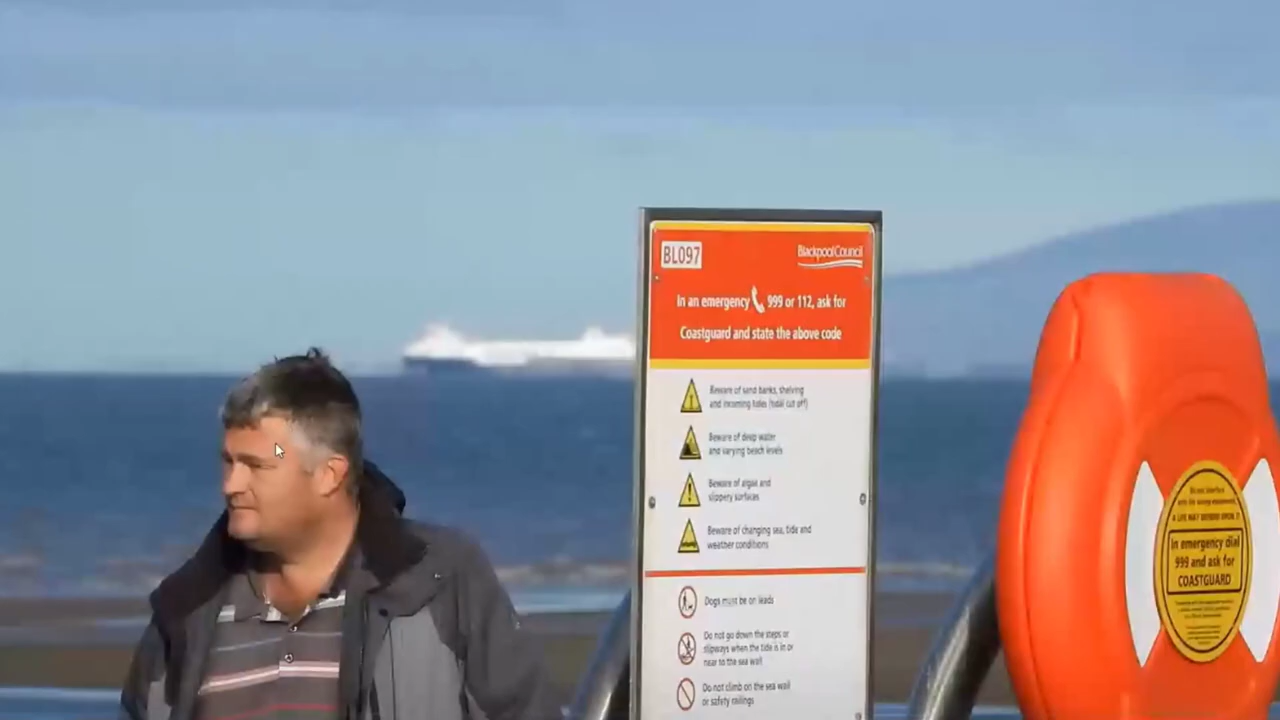 BL097
BlackpoolCouncil
In an emergency 999 or 112, ask for
Coastguard and state the above code
Beware of sand banks, shelving
and incoming holes (tidal cut off)
Beware of deep water
and varying beach levels
Beware of algae and
slippery surfaces
Beware of changing sea, tide and
weather conditions
Dogs must be on leads
Do not go down the steps or
slipways when the tide is in or
near to the sea wall
Do not climb on the sea wall
or safety railings
A LIFE MAY DEPEND UPON IT
In emergency dial
999 and ask for
COASTGUARD